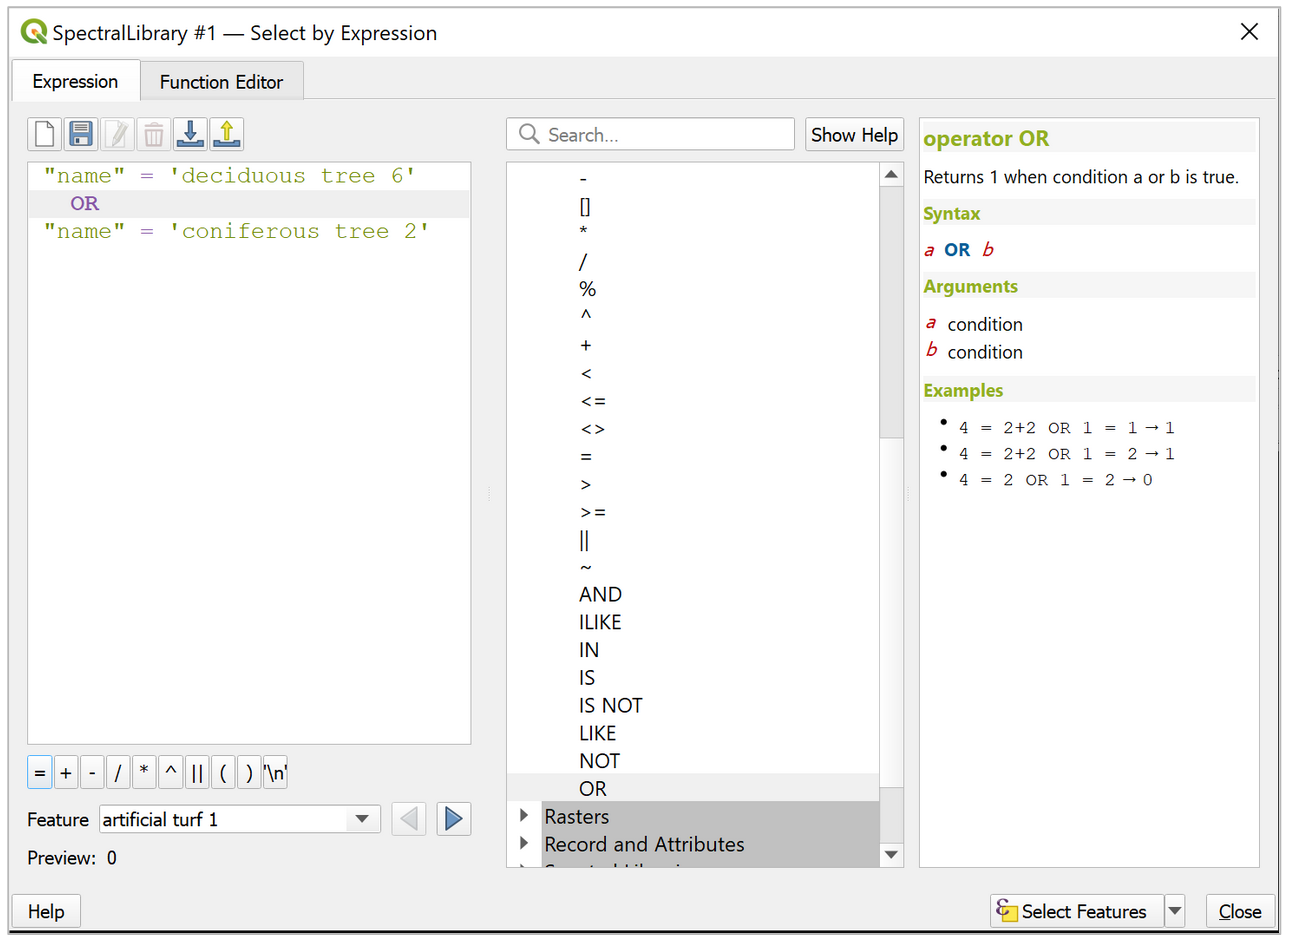 SpectralLibrary #1 — Select by Expression
Expression
Function Editor
"name" = 'deciduous tree 6'
OR
"name" = 'coniferous tree 2'
= + - / * ^ || ( ) '\n'
Feature artificial turf 1
Preview: 0
Search...
Show Help
-
[]
*
/
%
^
+
<
<=
<>
=
>
>=
||
~
AND
ILIKE
IN
IS
IS NOT
LIKE
NOT
OR
Rasters
Record and Attributes
operator OR
Returns 1 when condition a or b is true.
Syntax
a OR b
Arguments
a condition
b condition
Examples
• 4 = 2+2 OR 1 = 1 → 1
• 4 = 2+2 OR 1 = 2 → 1
• 4 = 2 OR 1 = 2 → 0
Help
Select Features
Close